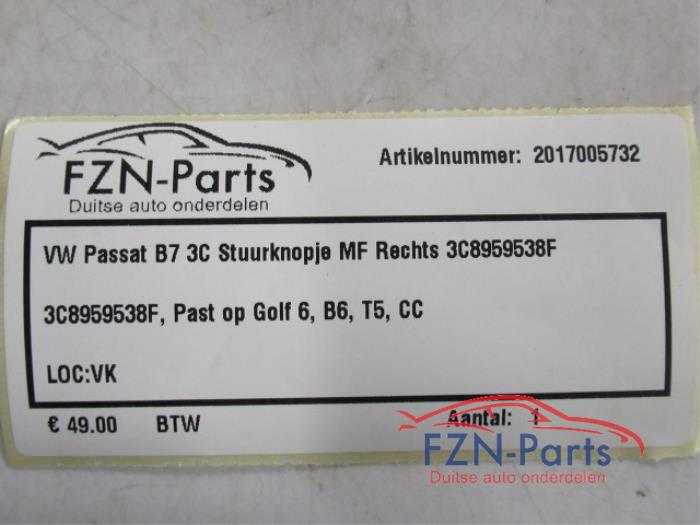 FZN-Parts
Duitse auto onderdelen
Artikelnummer: 2017005732
VW Passat B7 3C Stuurknopje MF Rechts 3C8959538F
3C8959538F, Past op Golf 6, B6, T5, CC
LOC:VK
€ 49.00 BTW Aantal: 1
FZN-Parts
Duitse auto onderdelen